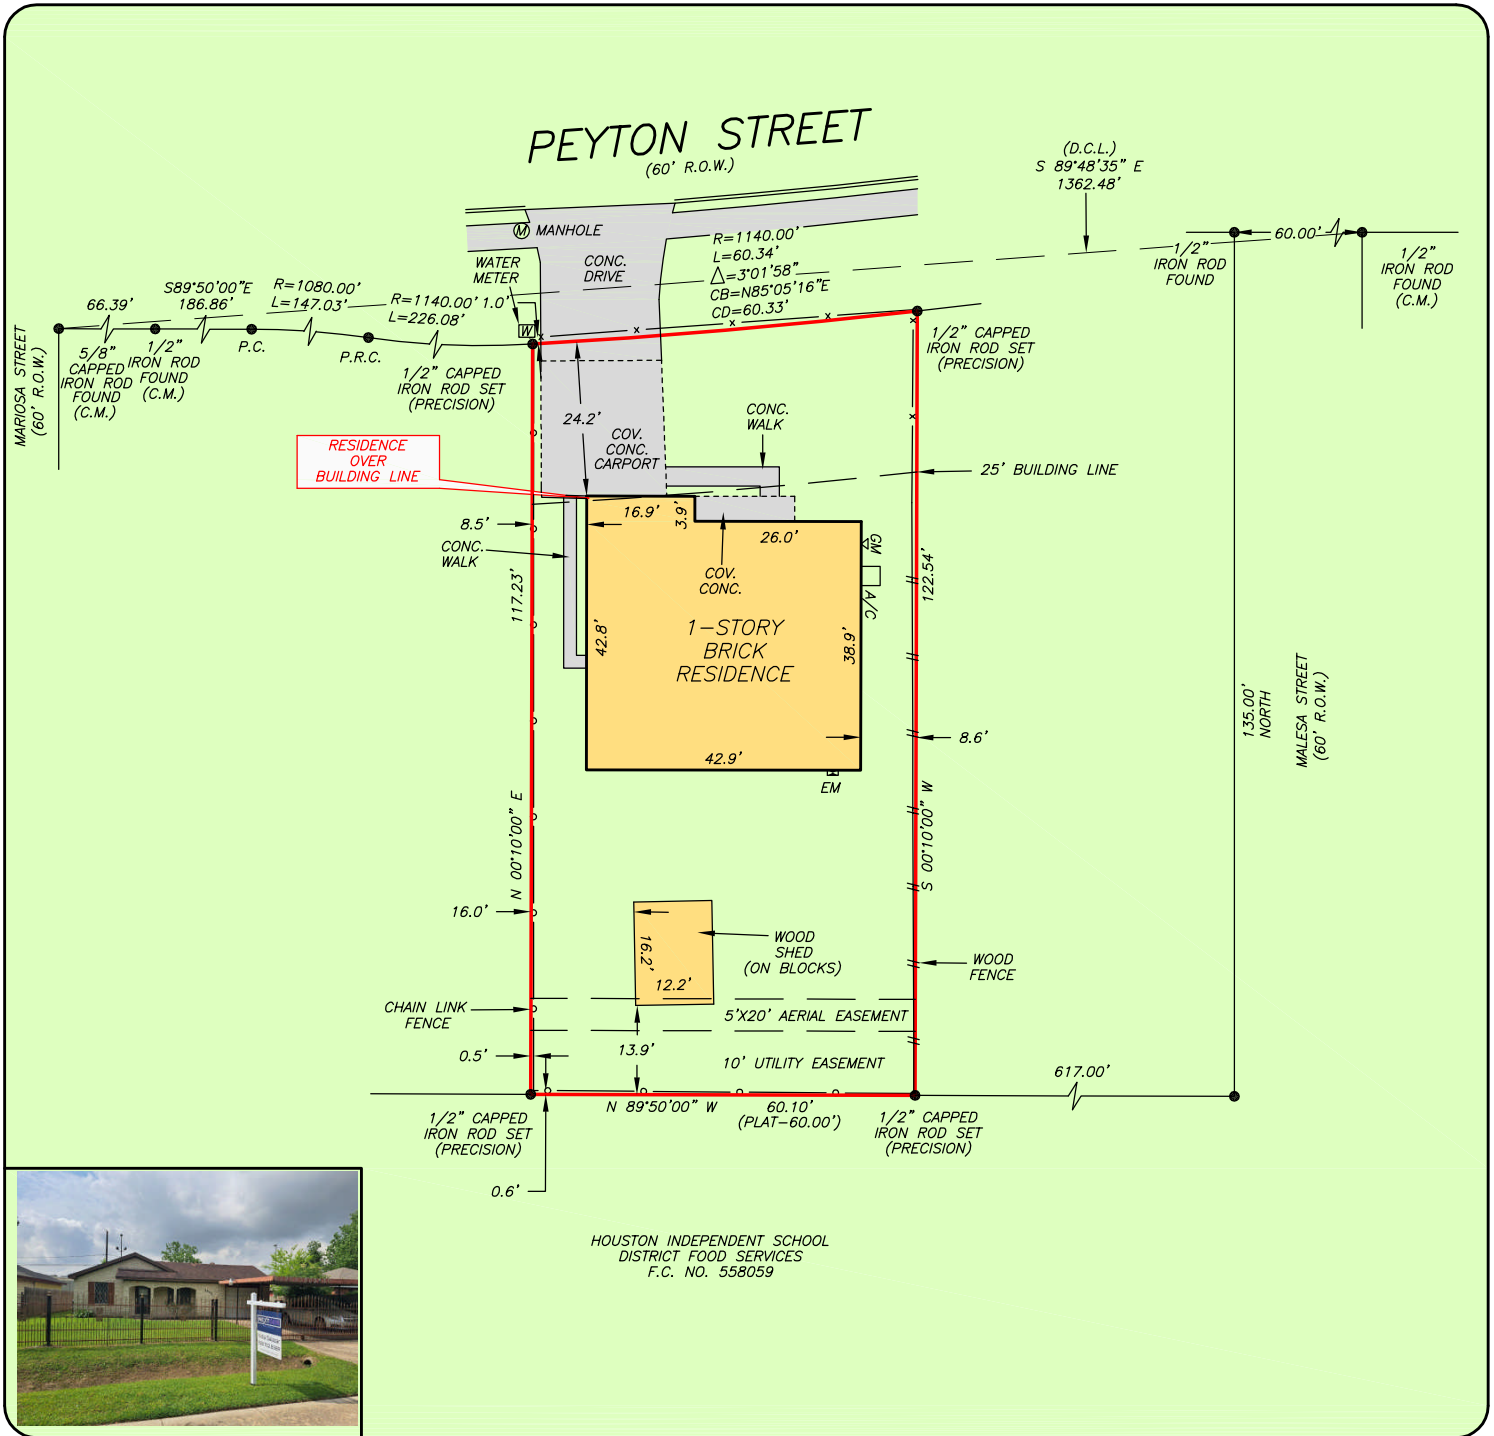 PEYTON STREET
(60' R.O.W.)
(D.C.L.)
S 89°48'35" E
1362.48'
M MANHOLE
WATER
METER
CONC.
DRIVE
R=1140.00'
L=60.34'
△=3°01'58"
CB=N85°05'16"E
CD=60.33'
1/2"
IRON ROD
FOUND
60.00'
1/2"
IRON ROD
FOUND
(C.M.)
66.39'
S89°50'00"E
186.86'
R=1080.00'
L=147.03'
R=1140.00'
L=226.08'
1.0'
W
MARIOSA STREET
(60' R.O.W.)
5/8"
CAPPED
IRON ROD
FOUND
(C.M.)
1/2"
IRON ROD
FOUND
(C.M.)
P.C.
P.R.C.
1/2" CAPPED
IRON ROD SET
(PRECISION)
1/2" CAPPED
IRON ROD SET
(PRECISION)
24.2'
COV.
CONC.
CARPORT
CONC.
WALK
RESIDENCE
OVER
BUILDING LINE
25' BUILDING LINE
8.5'
16.9'
3.9'
26.0'
CONC.
WALK
COV.
CONC.
GM
A/C
117.23'
122.54'
42.8'
1-STORY
BRICK
RESIDENCE
38.9'
42.9'
EM
8.6'
135.00'
NORTH
MALESA STREET
(60' R.O.W.)
N 00°10'00" E
S 00°10'00" W
16.0'
16.2'
12.2'
WOOD
SHED
(ON BLOCKS)
WOOD
FENCE
CHAIN LINK
FENCE
5'X20' AERIAL EASEMENT
0.5'
13.9'
10' UTILITY EASEMENT
617.00'
N 89°50'00" W
60.10'
(PLAT-60.00')
1/2" CAPPED
IRON ROD SET
(PRECISION)
1/2" CAPPED
IRON ROD SET
(PRECISION)
0.6'
HOUSTON INDEPENDENT SCHOOL
DISTRICT FOOD SERVICES
F.C. NO. 558059